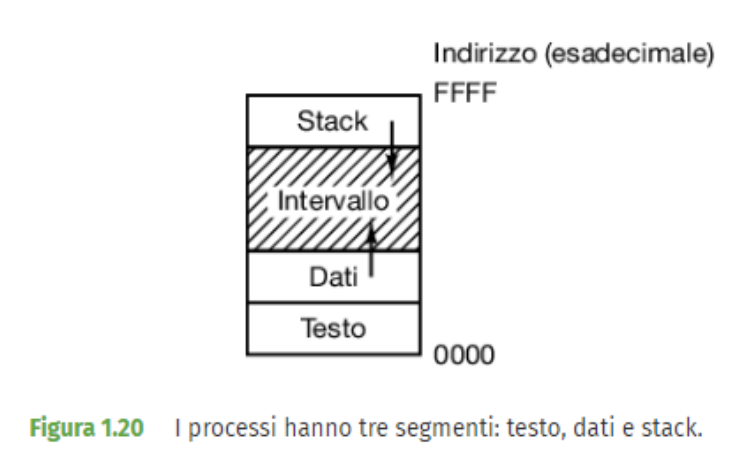 Indirizzo (esadecimale)
FFFF
Stack
Intervallo
Dati
Testo
0000
Figura 1.20 I processi hanno tre segmenti: testo, dati e stack.